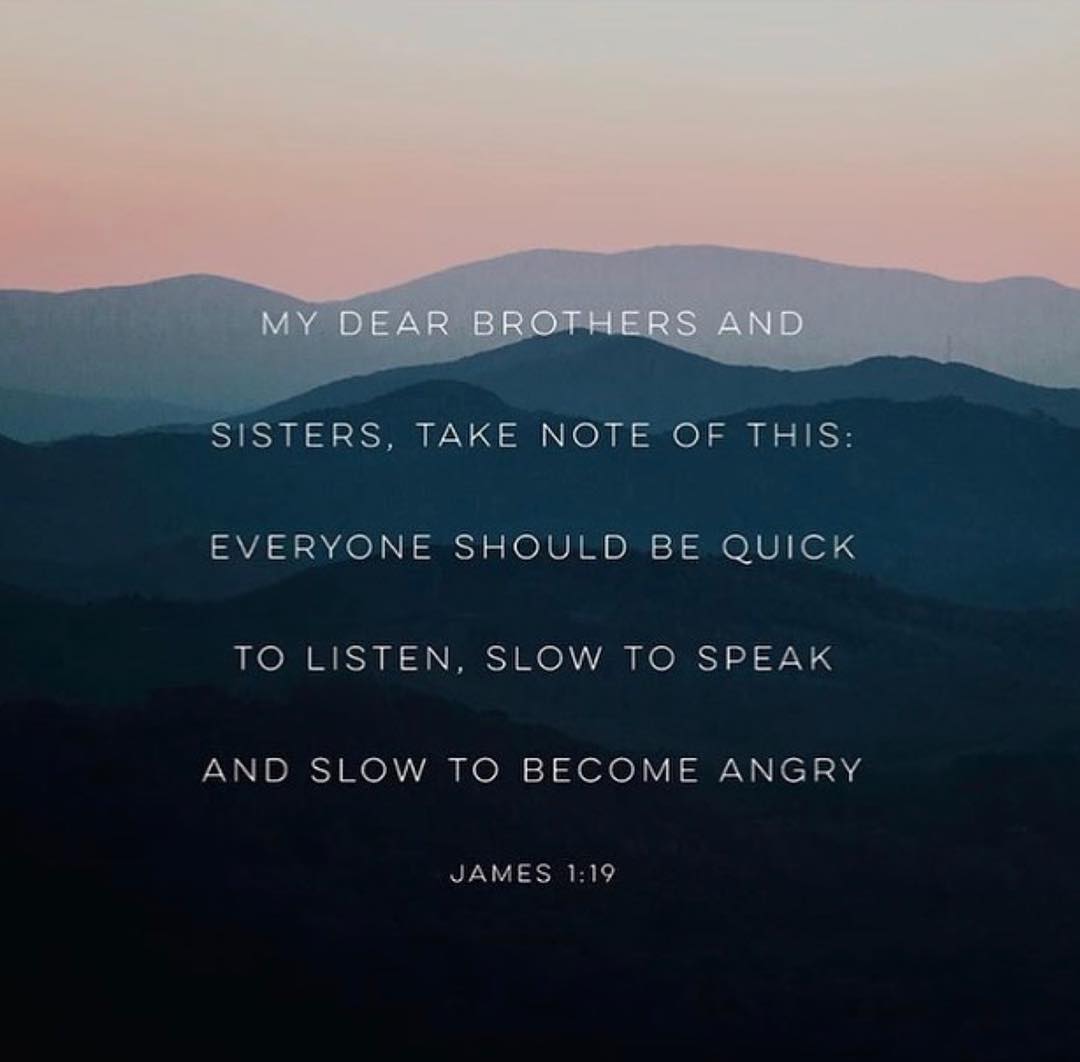 MY DEAR BROTHERS AND
SISTERS, TAKE NOTE OF THIS:
EVERYONE SHOULD BE QUICK
TO LISTEN, SLOW TO SPEAK
AND SLOW TO BECOME ANGRY
JAMES 1:19